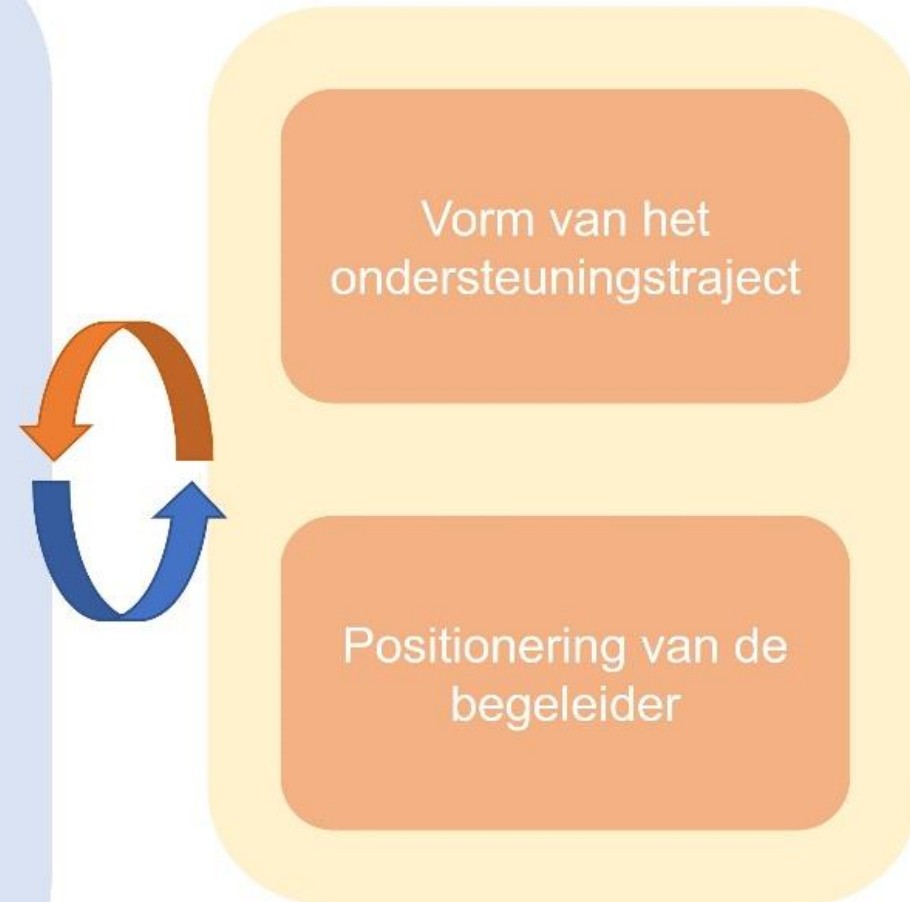 Vorm van het
ondersteuningstraject
Positionering van de
begeleider